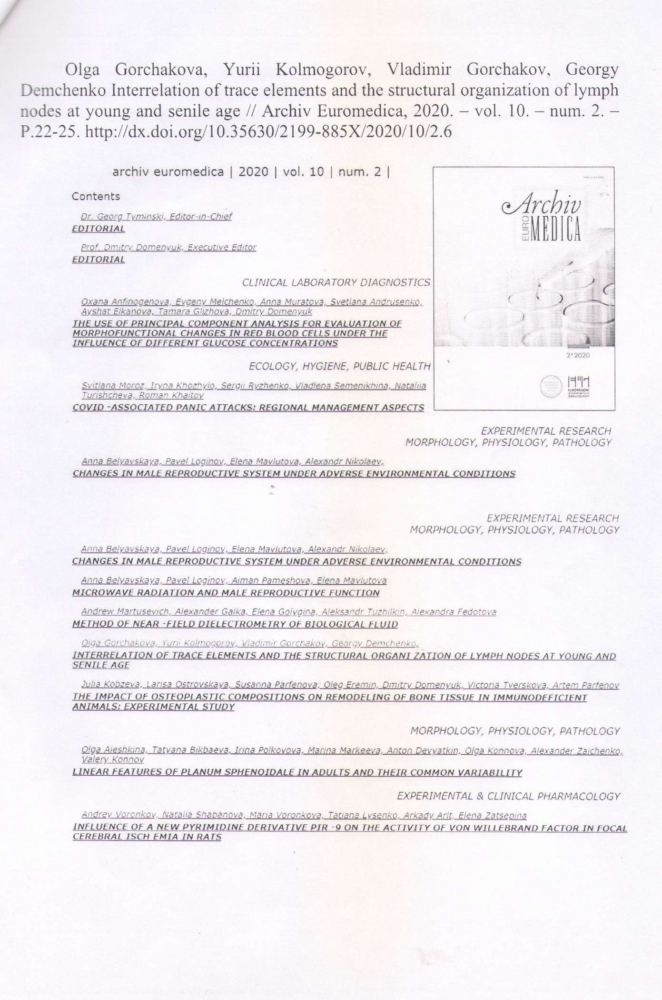 Olga Gorchakova, Yurii Kolmogorov, Vladimir Gorchakov, Georgy
Demchenko Interrelation of trace elements and the structural organization of lymph
nodes at young and senile age // Archiv Euromedica, 2020. – vol. 10. – num. 2. –
P.22-25. http://dx.doi.org/10.35630/2199-885X/2020/10/2.6
archiv euromedica | 2020 | vol. 10 | num. 2 |
Contents
Dr. Georg Tyminski, Editor-in-Chief
EDITORIAL
Prof. Dmitry Domenyuk, Executive Editor
EDITORIAL
CLINICAL LABORATORY DIAGNOSTICS
Oxana Anfinogenova, Evgeny Melchenko, Anna Muratova, Svetlana Andrusenko,
Ayshat Elkanova, Tamara Glizhova, Dmitry Domenyuk
THE USE OF PRINCIPAL COMPONENT ANALYSIS FOR EVALUATION OF
MORPHOFUNCTIONAL CHANGES IN RED BLOOD CELLS UNDER THE
INFLUENCE OF DIFFERENT GLUCOSE CONCENTRATIONS
ECOLOGY, HYGIENE, PUBLIC HEALTH
Svitlana Moroz, Iryna Khozhylo, Sergii Ryzhenko, Vladlena Semenikhina, Nataliia
Turishcheva, Roman Khaitov
COVID -ASSOCIATED PANIC ATTACKS: REGIONAL MANAGEMENT ASPECTS
Archiv
EURO
MEDICA
2*2020
EUROPÄISCHE
EXPERIMENTAL RESEARCH
MORPHOLOGY, PHYSIOLOGY, PATHOLOGY
Anna Belyavskaya, Pavel Loginov, Elena Mavlutova, Alexandr Nikolaev,
CHANGES IN MALE REPRODUCTIVE SYSTEM UNDER ADVERSE ENVIRONMENTAL CONDITIONS
EXPERIMENTAL RESEARCH
MORPHOLOGY, PHYSIOLOGY, PATHOLOGY
Anna Belyavskaya, Pavel Loginov, Elena Mavlutova, Alexandr Nikolaev,
CHANGES IN MALE REPRODUCTIVE SYSTEM UNDER ADVERSE ENVIRONMENTAL CONDITIONS
Anna Belyavskaya, Pavel Loginov, Aiman Pameshova, Elena Mavlutova
MICROWAVE RADIATION AND MALE REPRODUCTIVE FUNCTION
Andrew Martusevich, Alexander Galka, Elena Golygina, Aleksandr Tuzhilkin, Alexandra Fedotova
METHOD OF NEAR -FIELD DIELECTROMETRY OF BIOLOGICAL FLUID
Olga Gorchakova, Yurii Kolmogorov, Vladimir Gorchakov, Georgy Demchenko,
INTERRELATION OF TRACE ELEMENTS AND THE STRUCTURAL ORGANI ZATION OF LYMPH NODES AT YOUNG AND
SENILE AGE
Julia Kobzeva, Larisa Ostrovskaya, Susanna Parfenova, Oleg Eremin, Dmitry Domenyuk, Victoria Tverskova, Artem Parfenov
THE IMPACT OF OSTEOPLASTIC COMPOSITIONS ON REMODELING OF BONE TISSUE IN IMMUNODEFICIENT
ANIMALS: EXPERIMENTAL STUDY
MORPHOLOGY, PHYSIOLOGY, PATHOLOGY
Olga Aleshkina, Tatyana Bikbaeva, Irina Polkovova, Marina Markeeva, Anton Devyatkin, Olga Konnova, Alexander Zaichenko,
Valery Konnov
LINEAR FEATURES OF PLANUM SPHENOIDALE IN ADULTS AND THEIR COMMON VARIABILITY
EXPERIMENTAL & CLINICAL PHARMACOLOGY
Andrey Voronkov, Natalia Shabanova, Maria Voronkova, Tatiana Lysenko, Arkady Arlt, Elena Zatsepina
INFLUENCE OF A NEW PYRIMIDINE DERIVATIVE PIR -9 ON THE ACTIVITY OF VON WILLEBRAND FACTOR IN FOCAL
CEREBRAL ISCH EMIA IN RATS